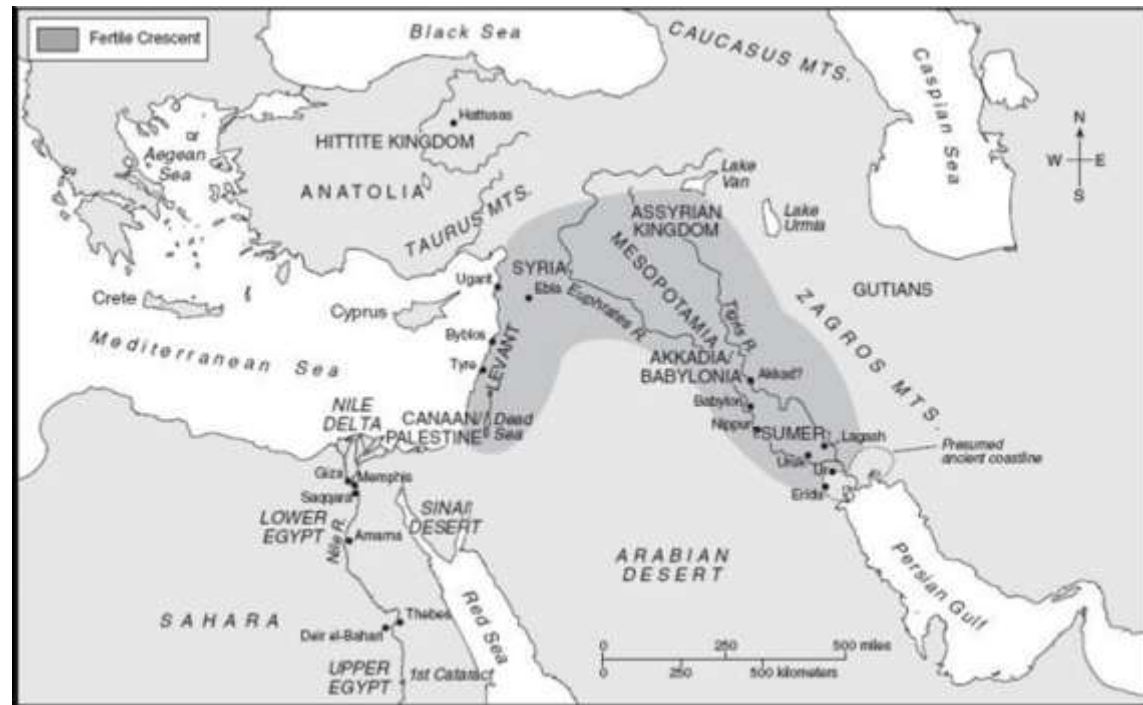 Fertile Crescent
Black Sea
CAUCASUS MTS.
Caspian Sea
N
W
E
S
Hattusas
HITTITE KINGDOM
Aegean
Sea
ANATOLIA
TAURUS MTS.
Lake
Van
Lake
Urmia
ASSYRIAN
KINGDOM
MESOPOTAMIA
SYRIA
Ugarit
Ebla
Euphrates R.
Tigris R.
GUTIANS
ZAGROS MTS.
Crete
Cyprus
Mediterranean Sea
Byblos
Tyre
LEVANT
AKKADIA/
BABYLONIA
Akkad?
Babylon
Nippur
SUMER
Lagash
Uruk
Ur
Presumed
ancient coastline
NILE
DELTA
CANAAN/
PALESTINE
Dead
Sea
Giza
Memphis
Saqqara
LOWER
EGYPT
Nile R.
Amarna
SINAI
DESERT
ARABIAN
DESERT
Persian Gulf
Red Sea
SAHARA
Thebes
Deir el-Bahari
UPPER
EGYPT
1st Cataract
0
250
500 miles
0
250
500 kilometers